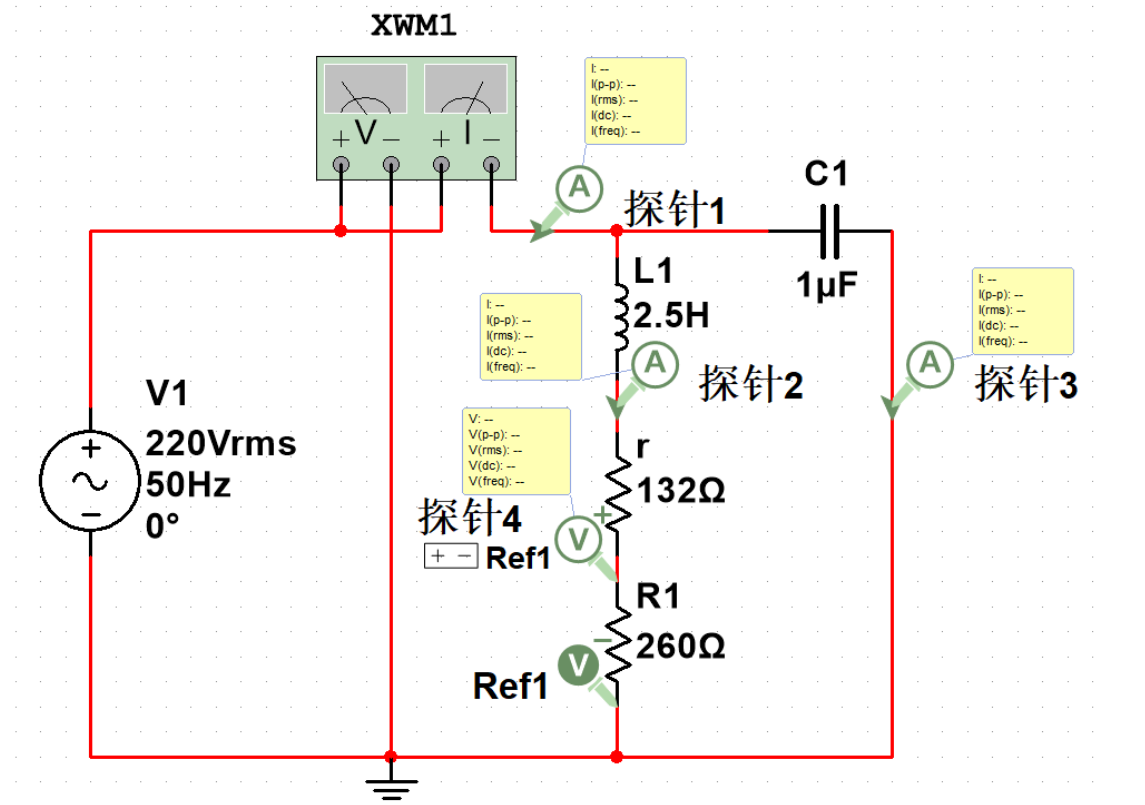 XWM1
V I
+ − + −
I: --
I(p-p): --
I(rms): --
I(dc): --
I(freq): --
A
探针1
C1
1µF
L1
2.5H
I: --
I(p-p): --
I(rms): --
I(dc): --
I(freq): --
A
探针2
I: --
I(p-p): --
I(rms): --
I(dc): --
I(freq): --
A
探针3
V1
220Vrms
50Hz
0°
+
−
V: --
V(p-p): --
V(rms): --
V(dc): --
V(freq): --
探针4
+ − Ref1
V
+
r
132Ω
R1
260Ω
−
V
Ref1